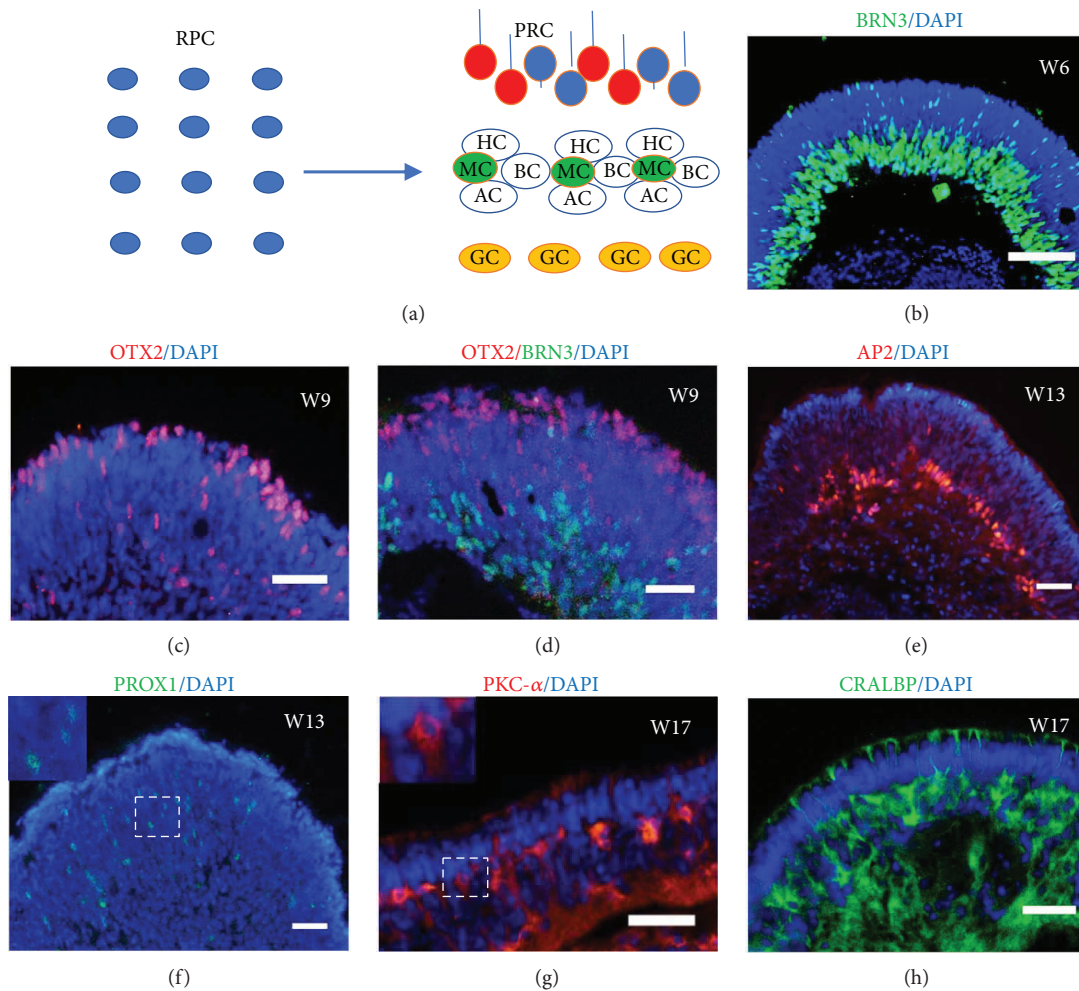 RPC
PRC
HC
HC
HC
MC
BC
MC
BC
MC
BC
AC
AC
AC
GC
GC
GC
GC
(a)
BRN3/DAPI
W6
(b)
OTX2/DAPI
W9
(c)
OTX2/BRN3/DAPI
W9
(d)
AP2/DAPI
W13
(e)
PROX1/DAPI
W13
(f)
PKC-α/DAPI
W17
(g)
CRALBP/DAPI
W17
(h)